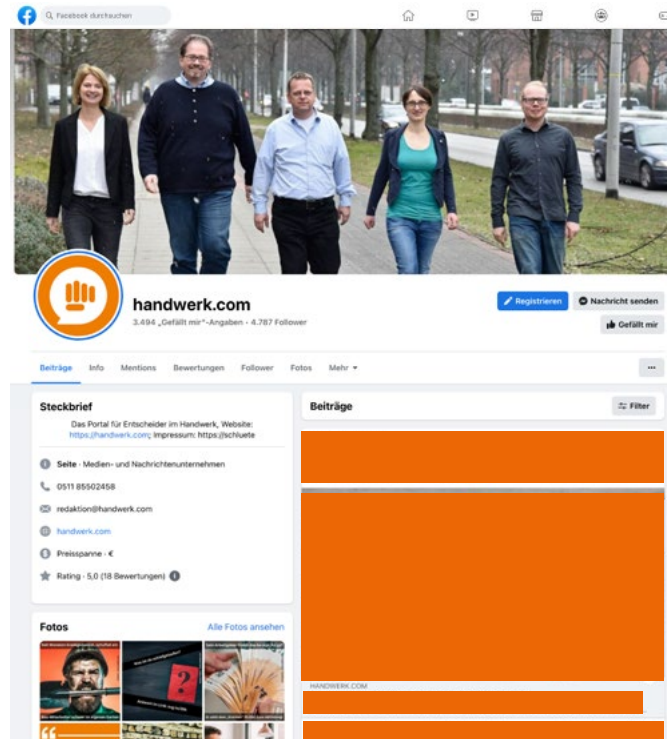 Facebook durchsuchen
handwerk.com
3.494 „Gefällt mir“-Angaben • 4.787 Follower
Registrieren
Nachricht senden
Gefällt mir
Beiträge Info Mentions Bewertungen Follower Fotos Mehr
Steckbrief
Das Portal für Entscheider im Handwerk, Website:
https://handwerk.com; Impressum: https://schluete
Seite · Medien- und Nachrichtenunternehmen
0511 85502458
redaktion@handwerk.com
handwerk.com
Preisspanne · €
Rating · 5,0 (18 Bewertungen)
Fotos Alle Fotos ansehen
Beiträge Filter
HANDWERK.COM